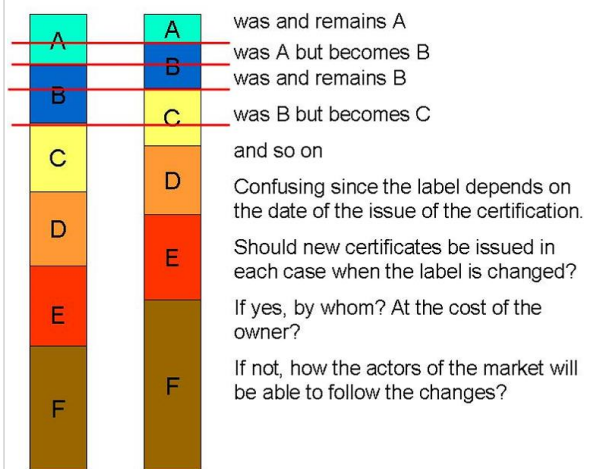 A
B
C
D
E
F
A
B
C
D
E
F
was and remains A
was A but becomes B
was and remains B
was B but becomes C
and so on
Confusing since the label depends on
the date of the issue of the certification.
Should new certificates be issued in
each case when the label is changed?
If yes, by whom? At the cost of the
owner?
If not, how the actors of the market will
be able to follow the changes?